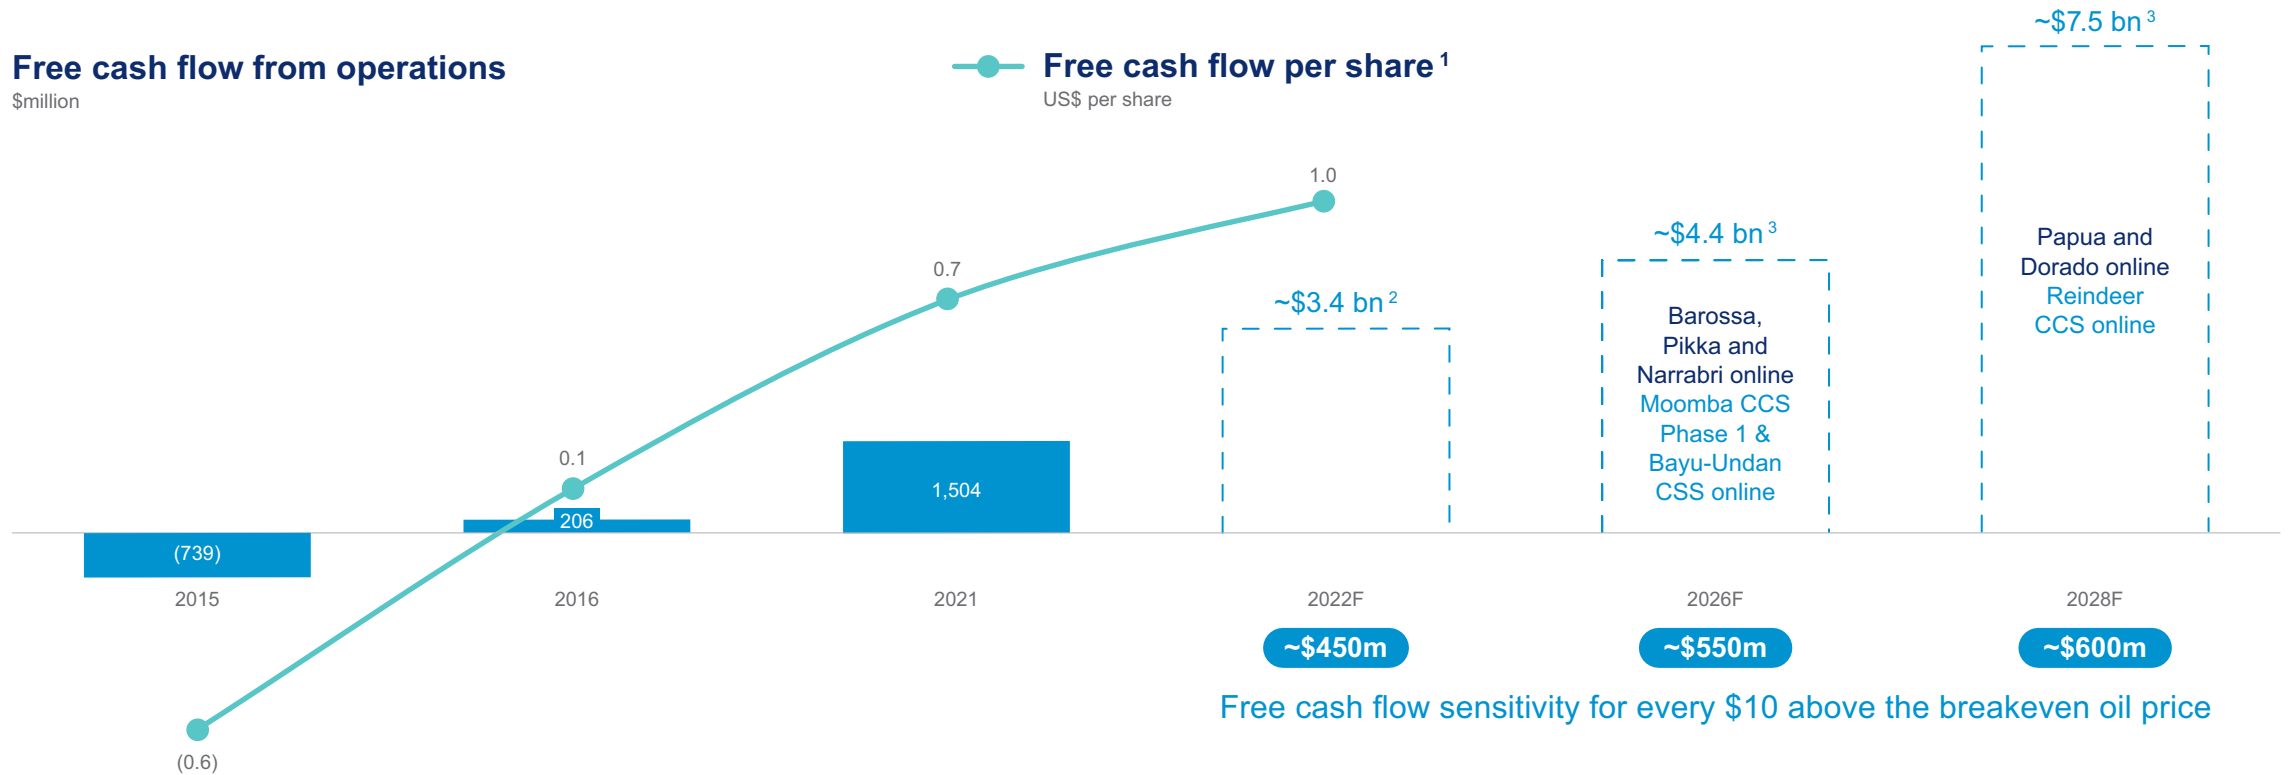 Free cash flow from operations
$million
Free cash flow per share 1
US$ per share
~$7.5 bn 3
1.0
~$4.4 bn 3
0.7
~$3.4 bn 2
Papua and
Dorado online
Reindeer
CCS online
Barossa,
Pikka and
Narrabri online
Moomba CCS
Phase 1 &
Bayu-Undan
CSS online
0.1
1,504
206
(739)
2015
2016
2021
2022F
2026F
2028F
~$450m
~$550m
~$600m
Free cash flow sensitivity for every $10 above the breakeven oil price
(0.6)